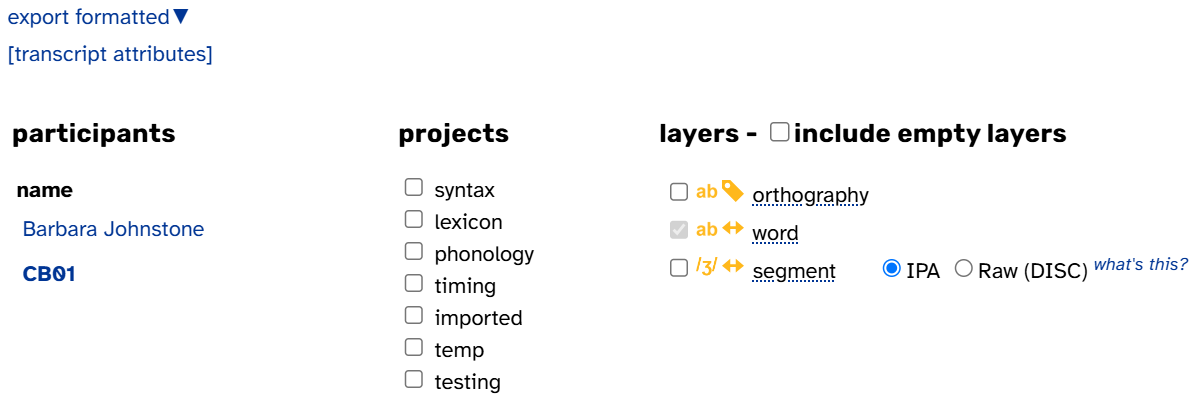 export formatted▼
[transcript attributes]
participants
name
Barbara Johnstone
CB01
projects
syntax
lexicon
phonology
timing
imported
temp
testing
layers - include empty layers
ab orthography
ab word
/ʒ/ segment IPA Raw (DISC) what's this?